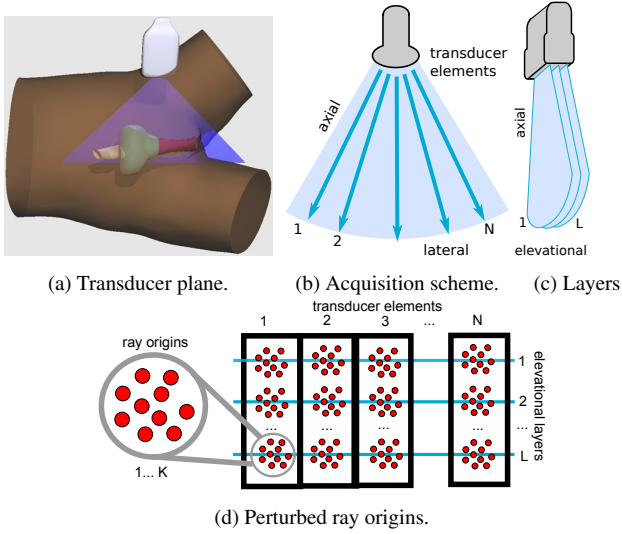 transducer
elements
axial
1
2
N
lateral
axial
1
L
elevational
(a) Transducer plane.
(b) Acquisition scheme.
(c) Layers
transducer elements
1 2 3 ... N
ray origins
1... K
1
2
...
L
elevational
layers
... ... ... ...
(d) Perturbed ray origins.